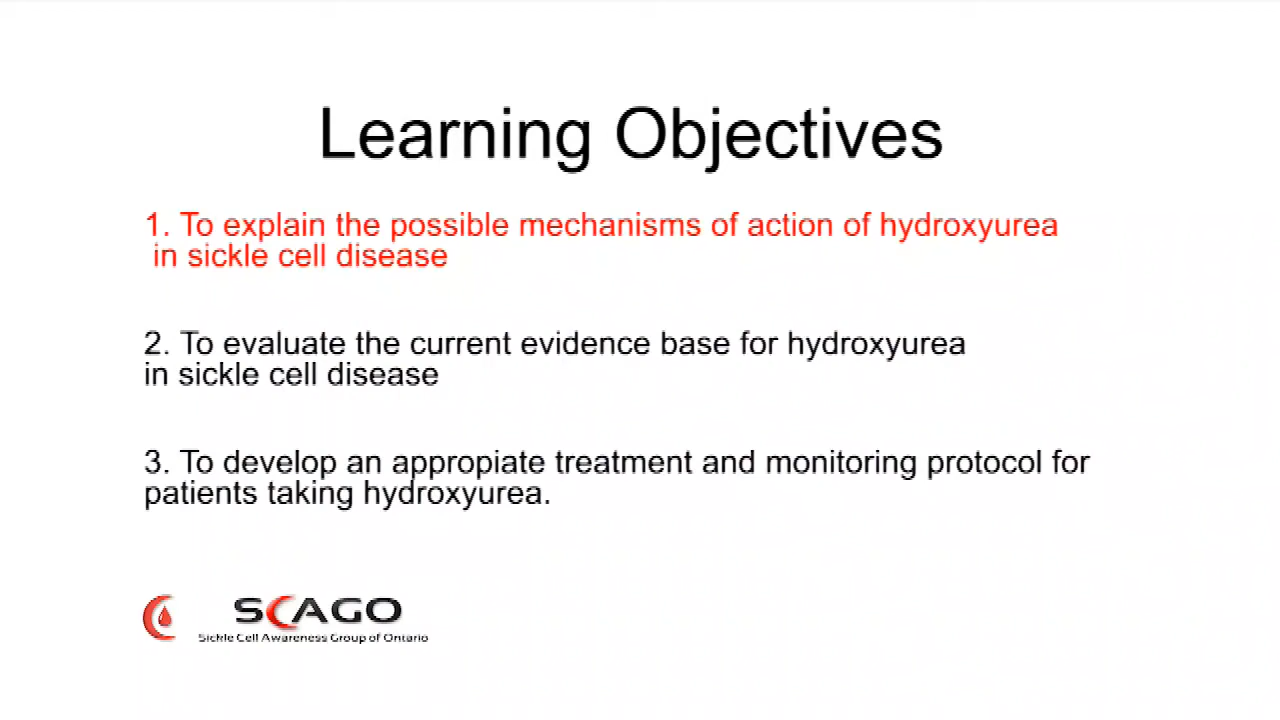 Learning Objectives
1. To explain the possible mechanisms of action of hydroxyurea
in sickle cell disease
2. To evaluate the current evidence base for hydroxyurea
in sickle cell disease
3. To develop an appropiate treatment and monitoring protocol for
patients taking hydroxyurea.
SCAGO
Sickle Cell Awareness Group of Ontario